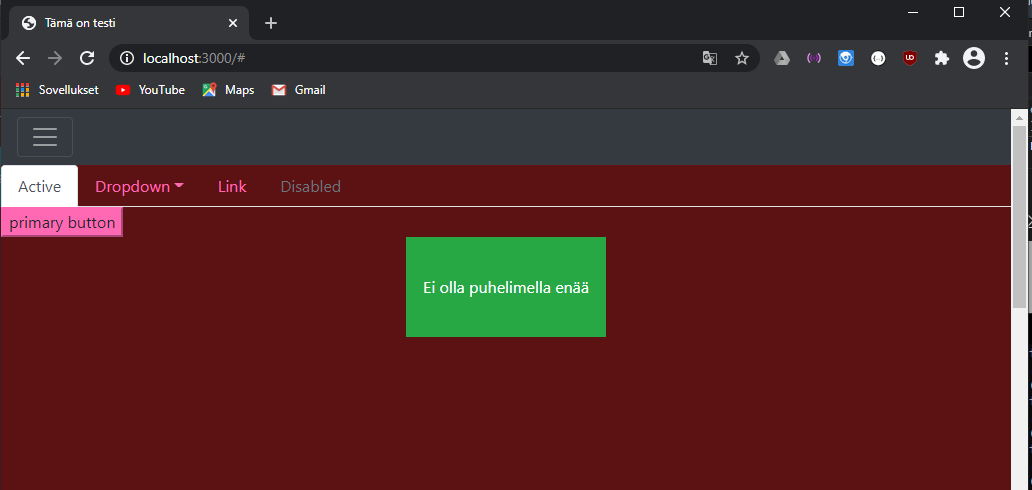 Tämä on testi
localhost:3000/#
Sovellukset YouTube Maps Gmail
Active Dropdown Link Disabled
primary button
Ei olla puhelimella enää